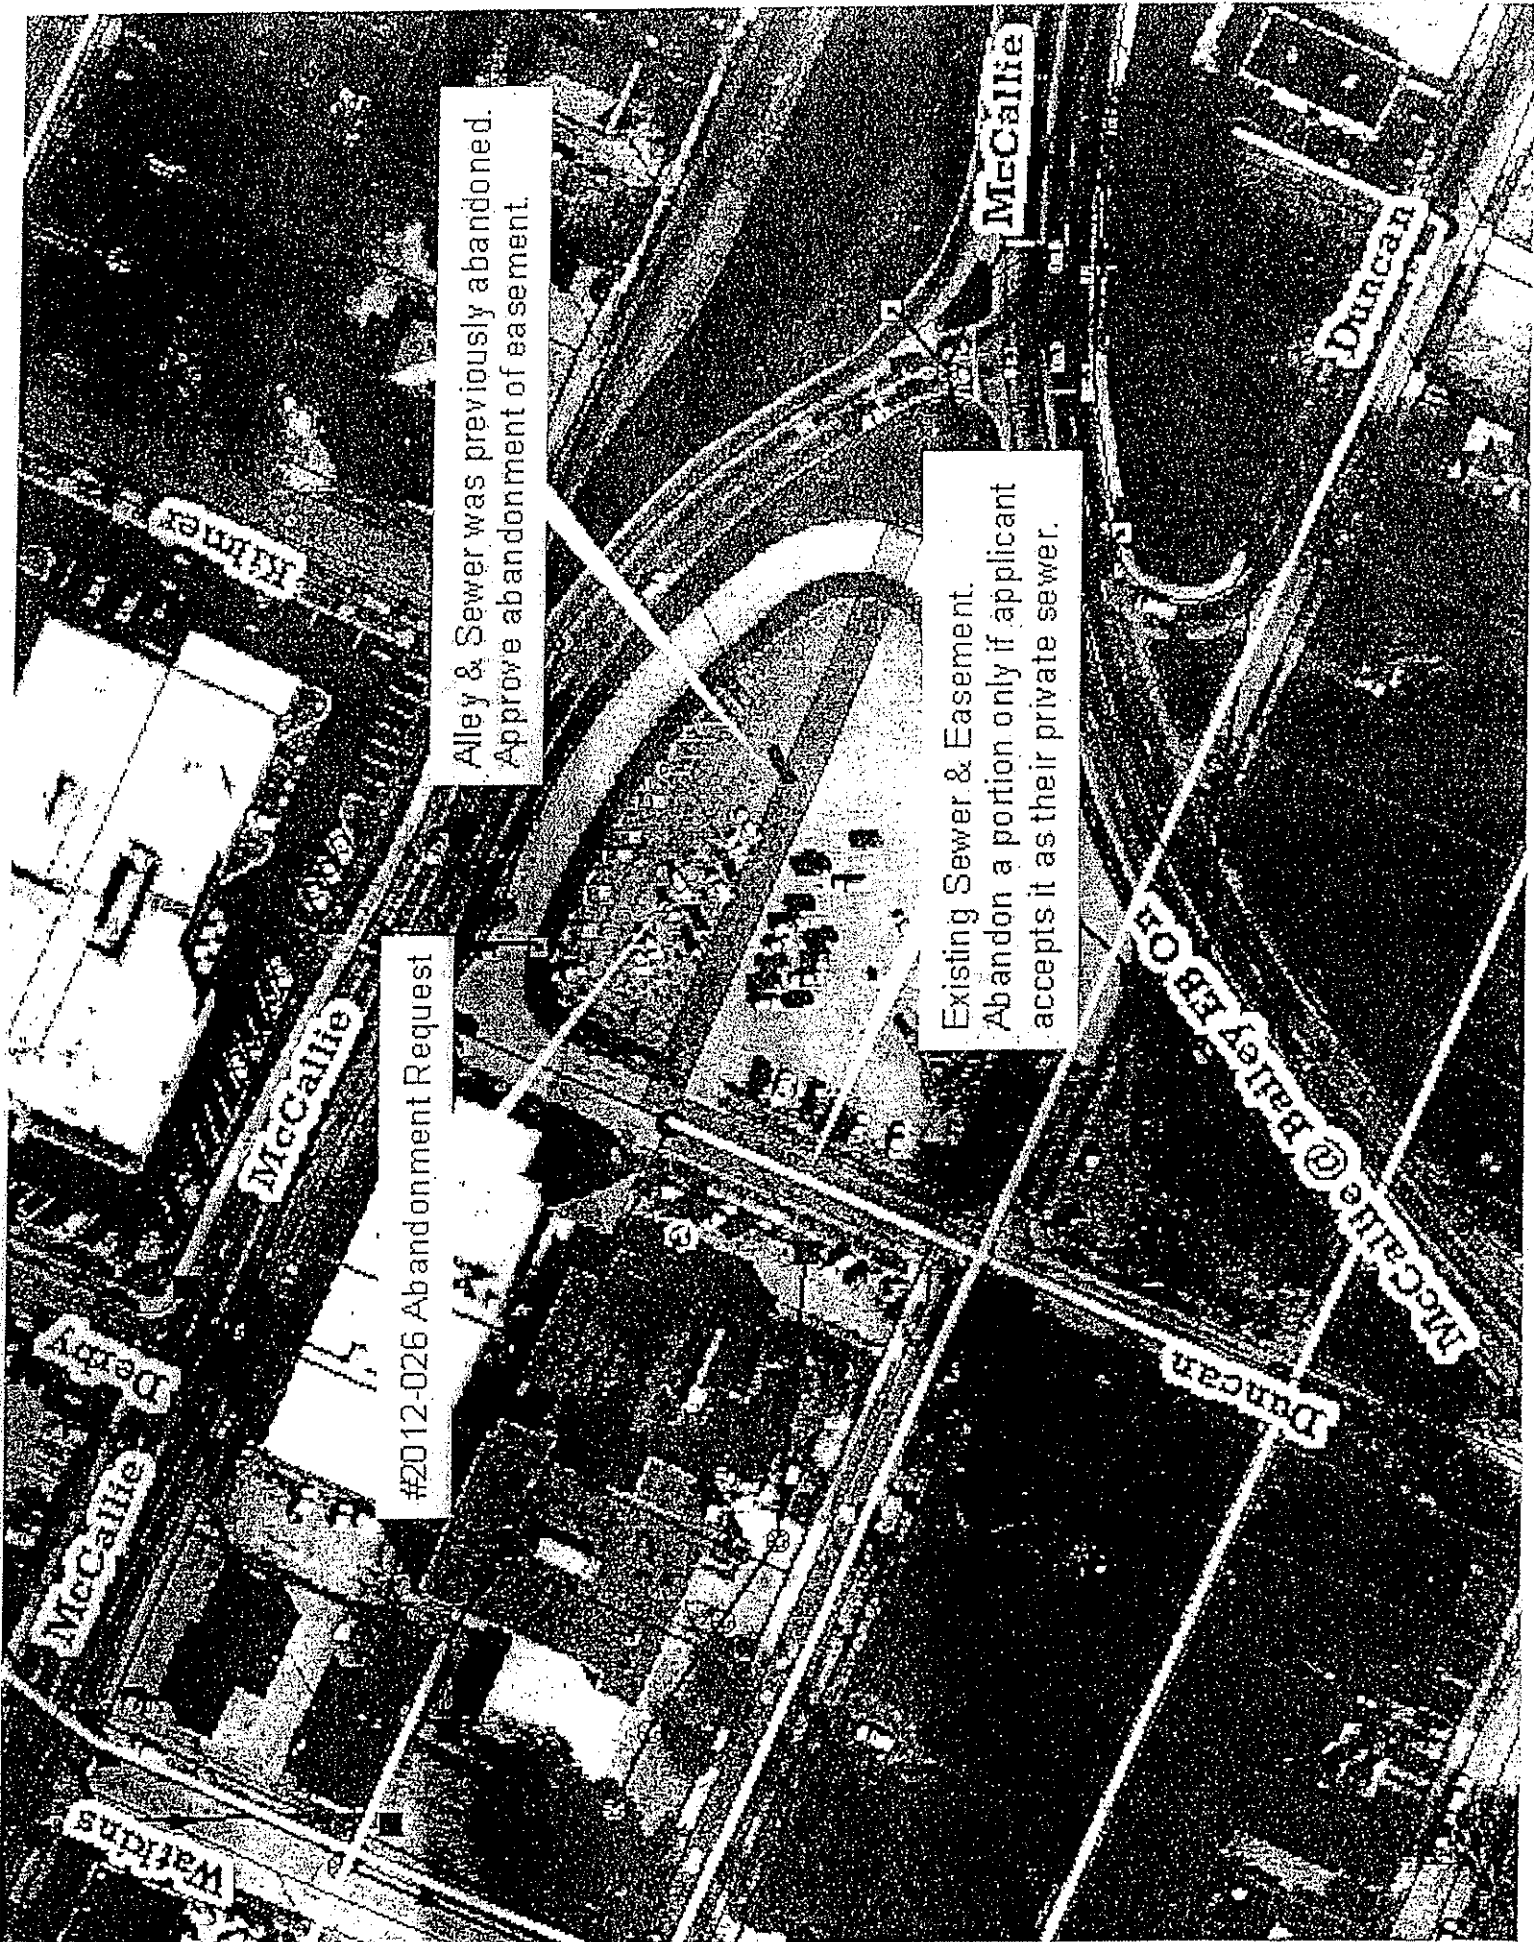 McCallie
Alley & Sewer was previously abandoned.
Approve abandonment of easement.
Kilmer
Duncan
Existing Sewer & Easement.
Abandon a portion only if applicant
accepts it as their private sewer.
McCallie
#2012-026 Abandonment Request
McCallie @ Bailey EB On
Derby
Duncan
McCallie
Watkins